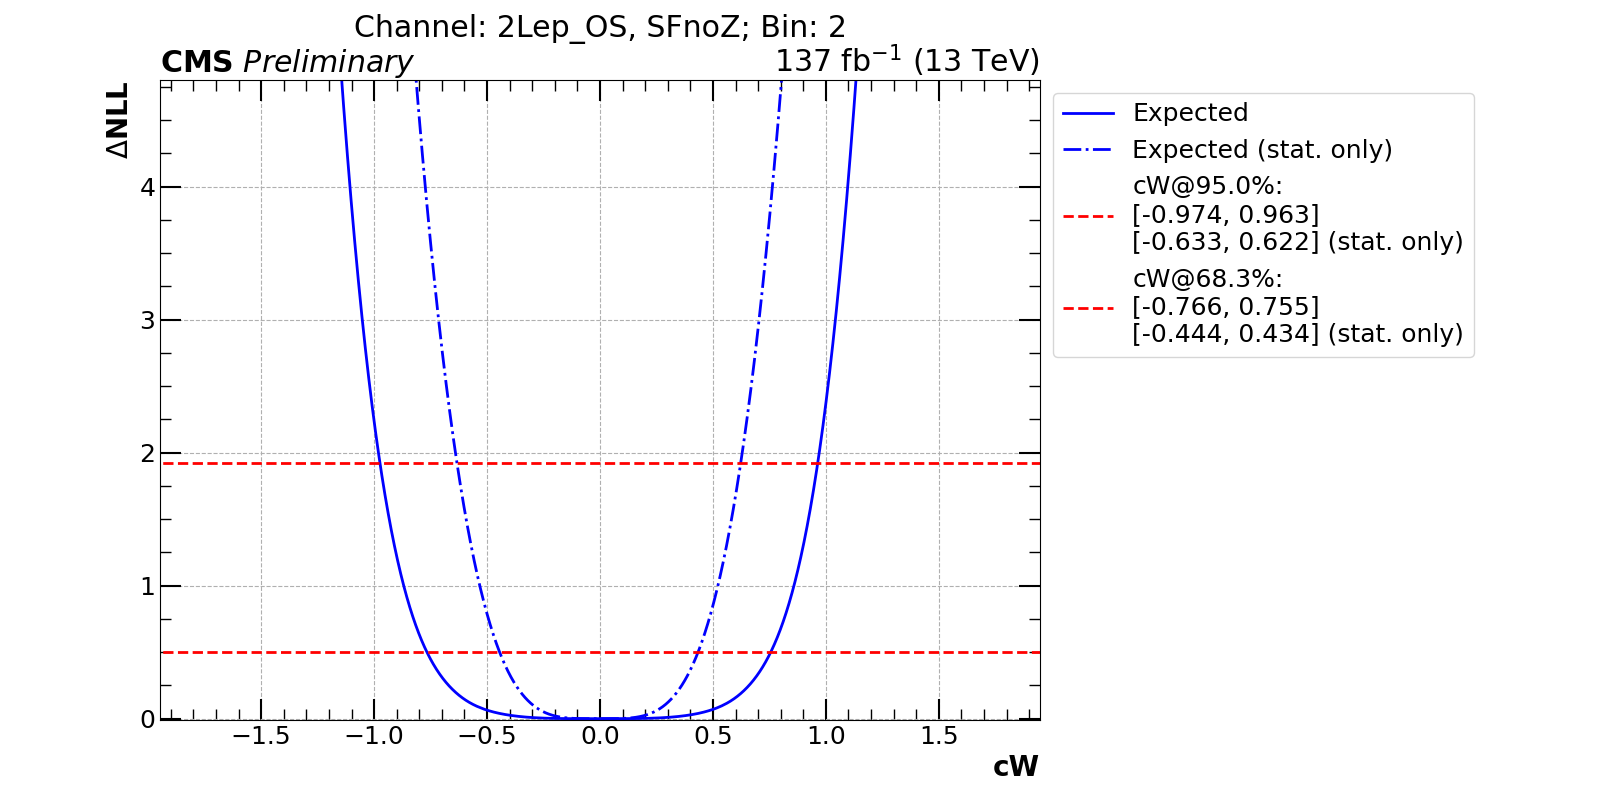 Channel: 2Lep_OS, SFnoZ; Bin: 2
CMS Preliminary
137 fb⁻¹ (13 TeV)
ΔNLL
4
3
2
1
0
−1.5 −1.0 −0.5 0.0 0.5 1.0 1.5
cW
Expected
Expected (stat. only)
cW@95.0%:
[-0.974, 0.963]
[-0.633, 0.622] (stat. only)
cW@68.3%:
[-0.766, 0.755]
[-0.444, 0.434] (stat. only)